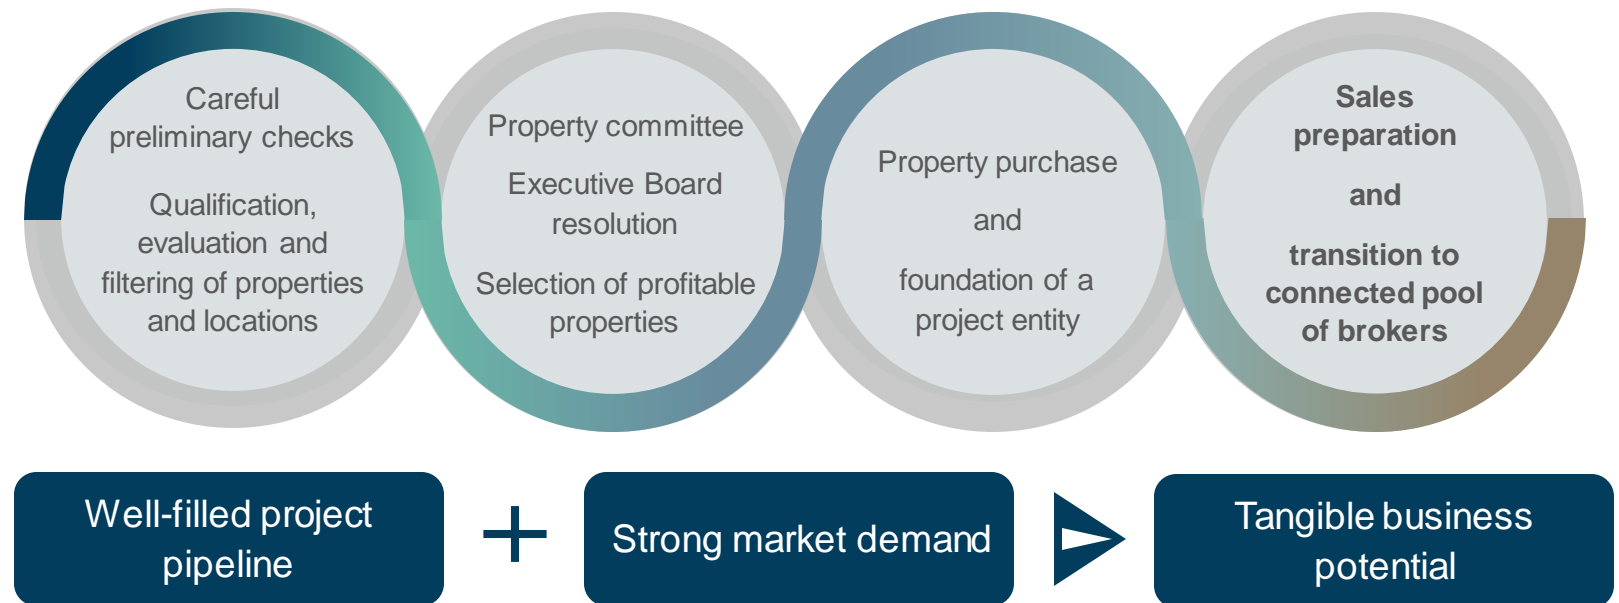 Careful
preliminary checks
Qualification,
evaluation and
filtering of properties
and locations
Property committee
Executive Board
resolution
Selection of profitable
properties
Property purchase
and
foundation of a
project entity
Sales
preparation
and
transition to
connected pool
of brokers
Well-filled project
pipeline
+
Strong market demand
Tangible business
potential